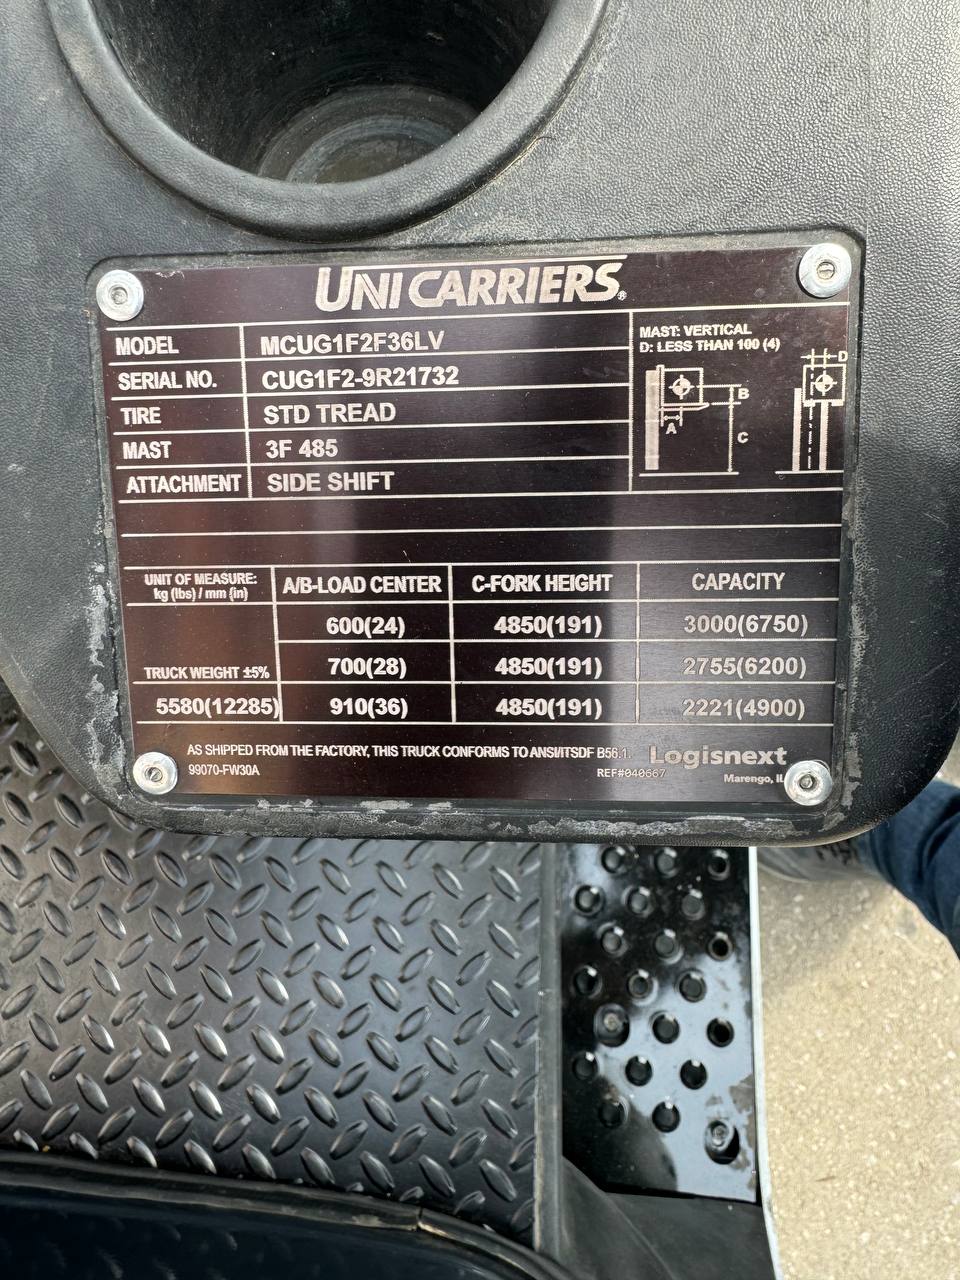 UNICARRIERS®
MODEL MCUG1F2F36LV
SERIAL NO. CUG1F2-9R21732
TIRE STD TREAD
MAST 3F 485
ATTACHMENT SIDE SHIFT
MAST: VERTICAL
D: LESS THAN 100 (4)
A
B
C
D
UNIT OF MEASURE:
kg (lbs) / mm (in)
A/B-LOAD CENTER C-FORK HEIGHT CAPACITY
600(24) 4850(191) 3000(6750)
TRUCK WEIGHT ±5% 700(28) 4850(191) 2755(6200)
5580(12285) 910(36) 4850(191) 2221(4900)
AS SHIPPED FROM THE FACTORY, THIS TRUCK CONFORMS TO ANSI/ITSDF B56.1. Logisnext
99070-FW30A REF#040667 Marengo, IL